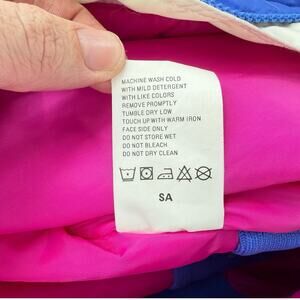 MACHINE WASH COLD
WITH MILD DETERGENT
WITH LIKE COLORS
REMOVE PROMPTLY
TUMBLE DRY LOW
TOUCH UP WITH WARM IRON
FACE SIDE ONLY
DO NOT STORE WET
DO NOT BLEACH
DO NOT DRY CLEAN
SA